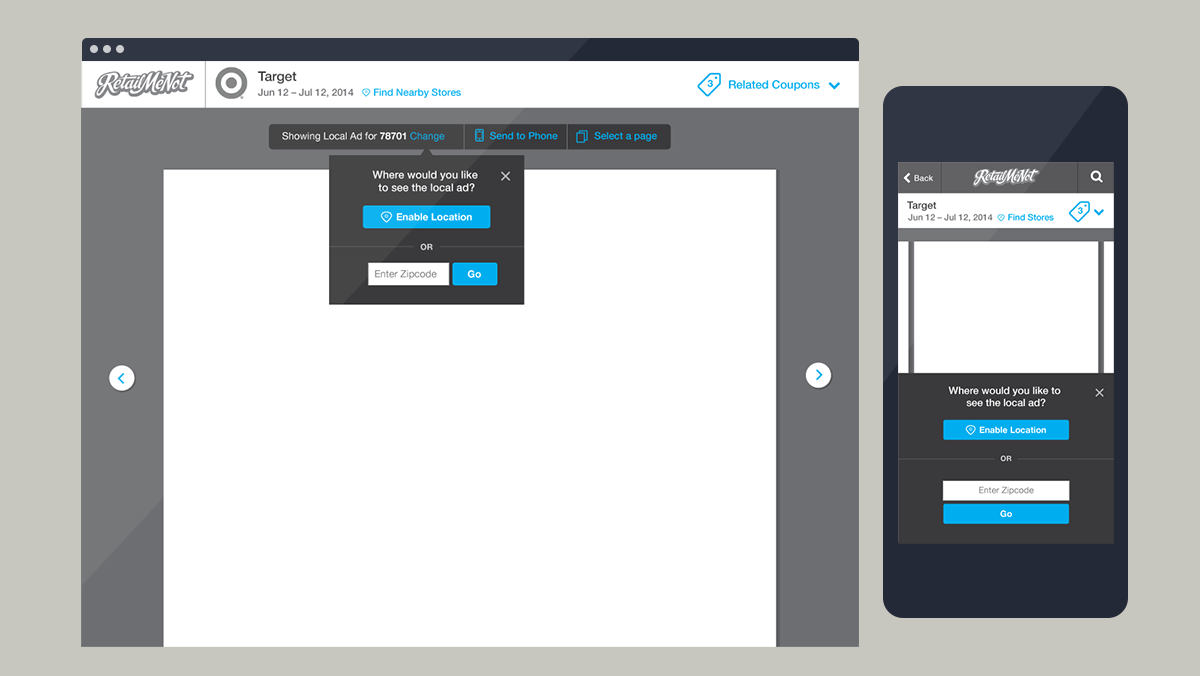 RetailMeNot
Target
Jun 12 – Jul 12, 2014 Find Nearby Stores
3 Related Coupons
Showing Local Ad for 78701 Change Send to Phone Select a page
Where would you like
to see the local ad?
Enable Location
OR
Enter Zipcode Go
Back RetailMeNot
Target
Jun 12 – Jul 12, 2014 Find Stores
3
Where would you like to
see the local ad?
Enable Location
OR
Enter Zipcode
Go